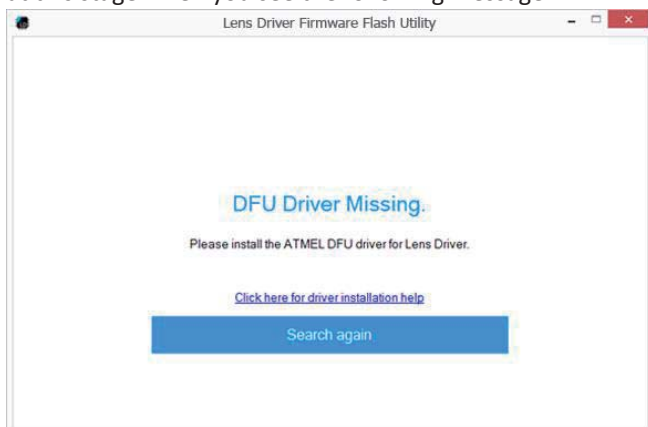 Lens Driver Firmware Flash Utility
DFU Driver Missing.
Please install the ATMEL DFU driver for Lens Driver.
Click here for driver installation help
Search again